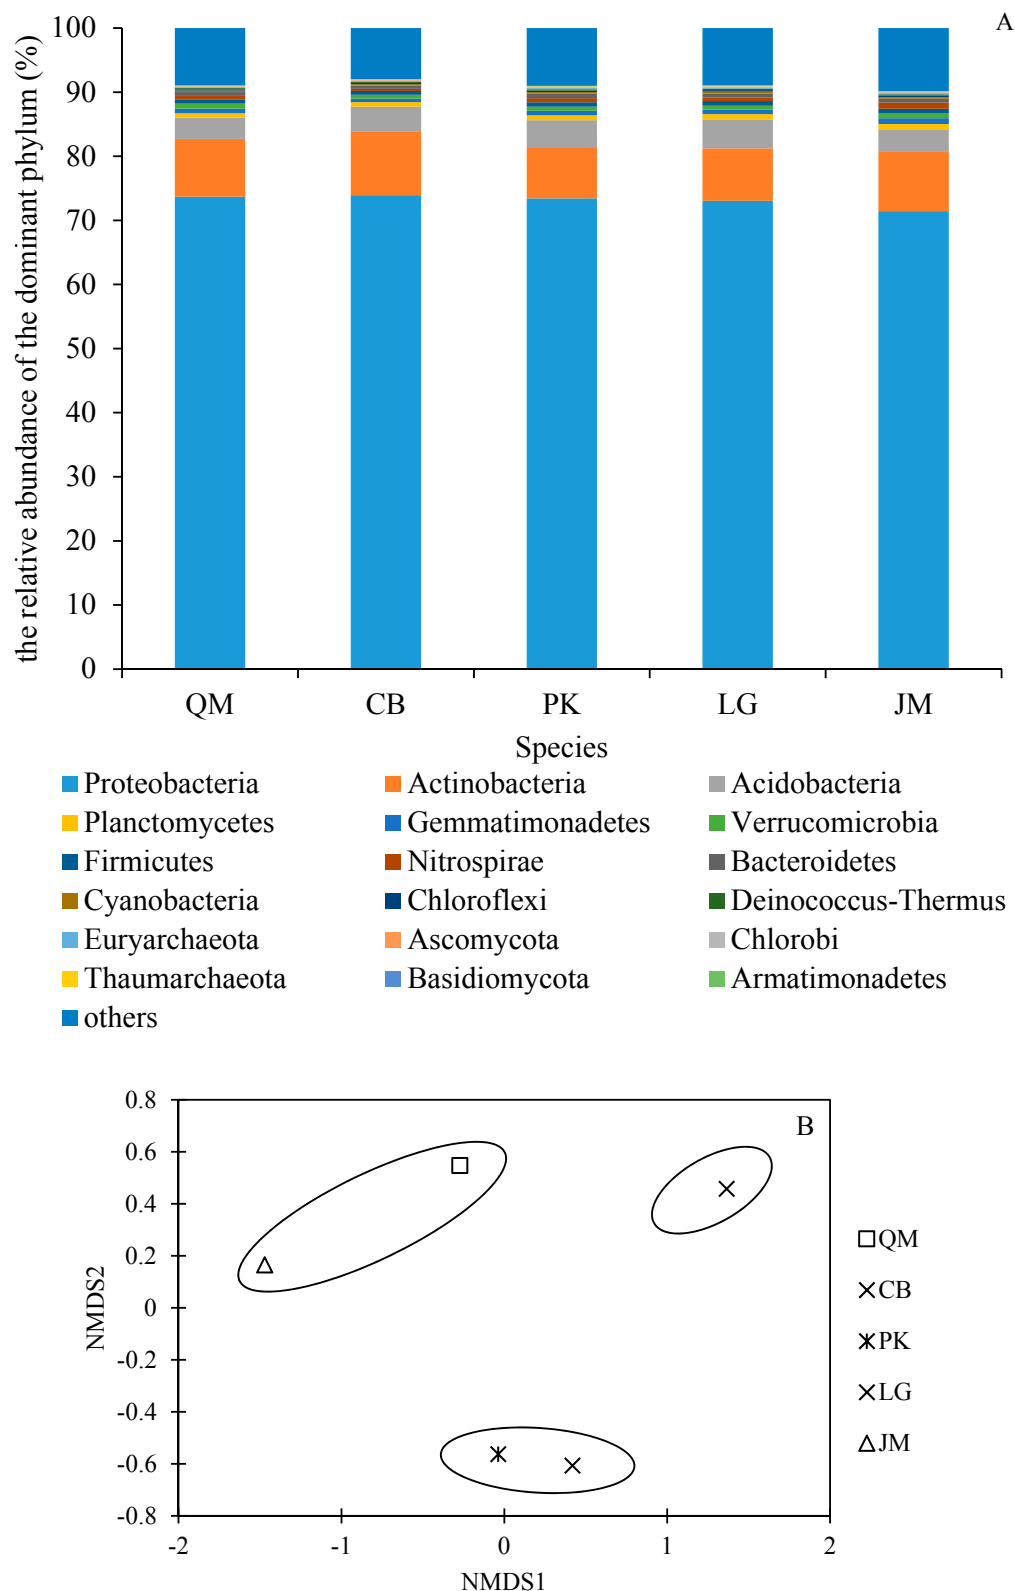 A
the relative abundance of the dominant phylum (%)
100
90
80
70
60
50
40
30
20
10
0
QM CB PK LG JM
Species
Proteobacteria Actinobacteria Acidobacteria
Planctomycetes Gemmatimonadetes Verrucomicrobia
Firmicutes Nitrospirae Bacteroidetes
Cyanobacteria Chloroflexi Deinococcus-Thermus
Euryarchaeota Ascomycota Chlorobi
Thaumarchaeota Basidiomycota Armatimonadetes
others
B
NMDS2
0.8
0.6
0.4
0.2
0
-0.2
-0.4
-0.6
-0.8
-2 -1 0 1 2
NMDS1
QM
CB
PK
LG
JM